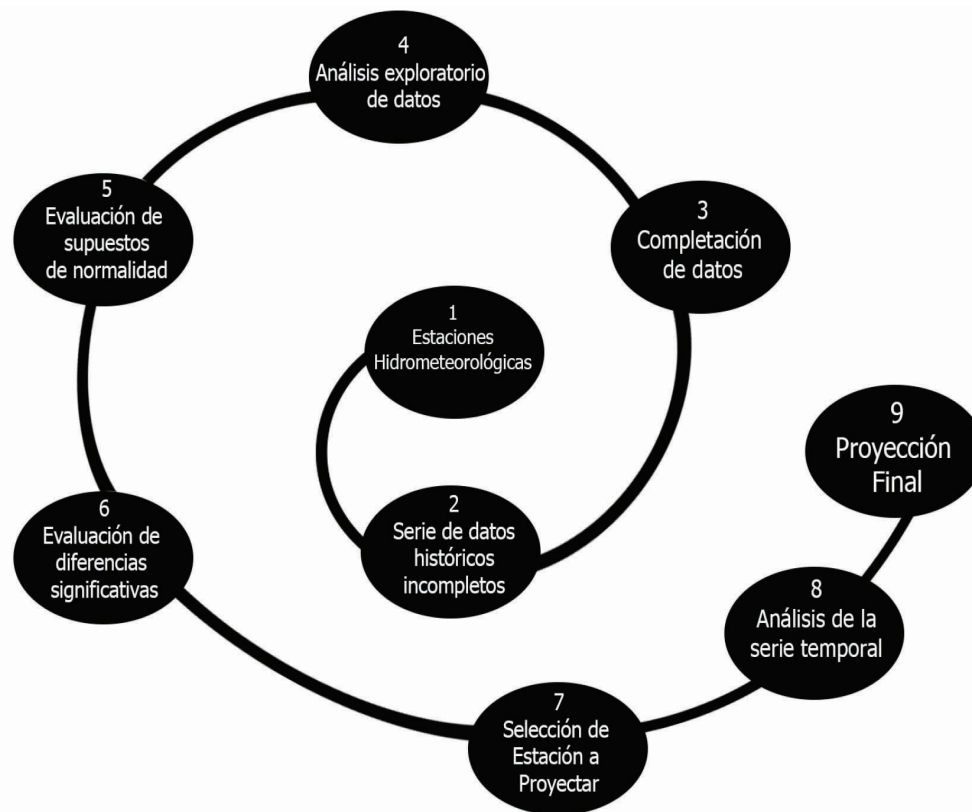 1
Estaciones
Hidrometeorológicas
2
Serie de datos
históricos
incompletos
3
Completación
de datos
4
Análisis exploratorio
de datos
5
Evaluación de
supuestos
de normalidad
6
Evaluación de
diferencias
significativas
7
Selección de
Estación a
Proyectar
8
Análisis de la
serie temporal
9
Proyección
Final